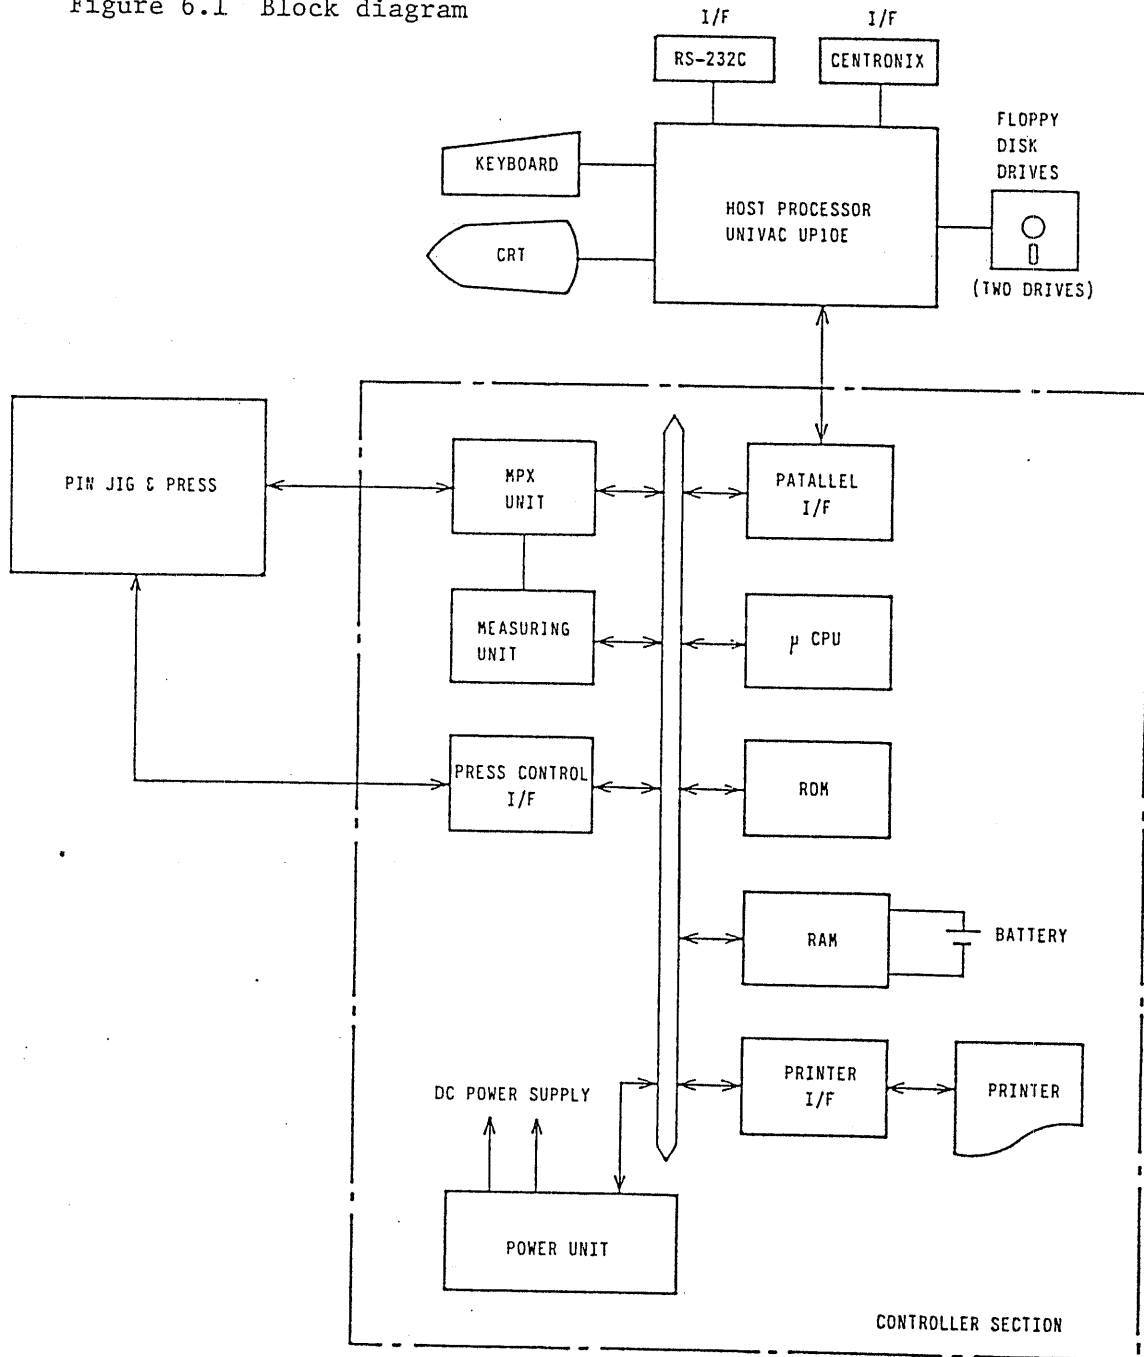 Figure 6.1 Block diagram
I/F
I/F
RS-232C
CENTRONIX
FLOPPY
DISK
DRIVES
KEYBOARD
HOST PROCESSOR
UNIVAC UP10E
CRT
(TWO DRIVES)
PIN JIG & PRESS
MPX
UNIT
PATALLEL
I/F
MEASURING
UNIT
μ CPU
PRESS CONTROL
I/F
ROM
RAM
BATTERY
PRINTER
I/F
PRINTER
DC POWER SUPPLY
POWER UNIT
CONTROLLER SECTION